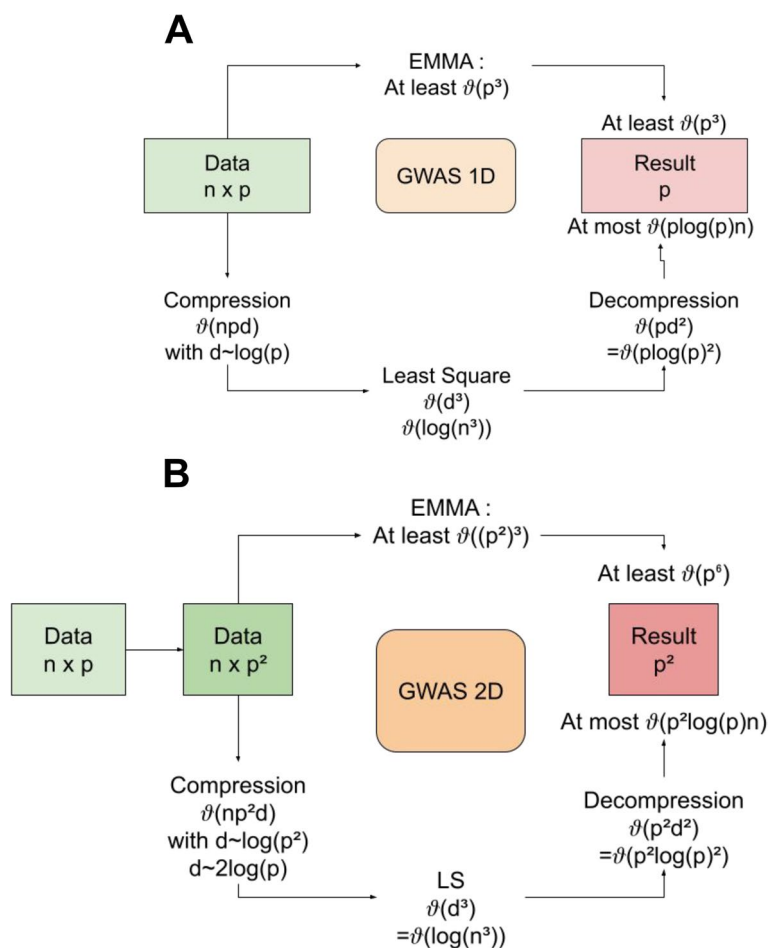 A
EMMA :
At least ϑ(p³)
At least ϑ(p³)
Data
n x p
GWAS 1D
Result
p
At most ϑ(plog(p)n)
Compression
ϑ(npd)
with d~log(p)
Decompression
ϑ(pd²)
=ϑ(plog(p)²)
Least Square
ϑ(d³)
ϑ(log(n³))
B
EMMA :
At least ϑ((p²)³)
At least ϑ(p⁶)
Data
n x p
Data
n x p²
GWAS 2D
Result
p²
At most ϑ(p²log(p)n)
Compression
ϑ(np²d)
with d~log(p²)
d~2log(p)
Decompression
ϑ(p²d²)
=ϑ(p²log(p)²)
LS
ϑ(d³)
=ϑ(log(n³))